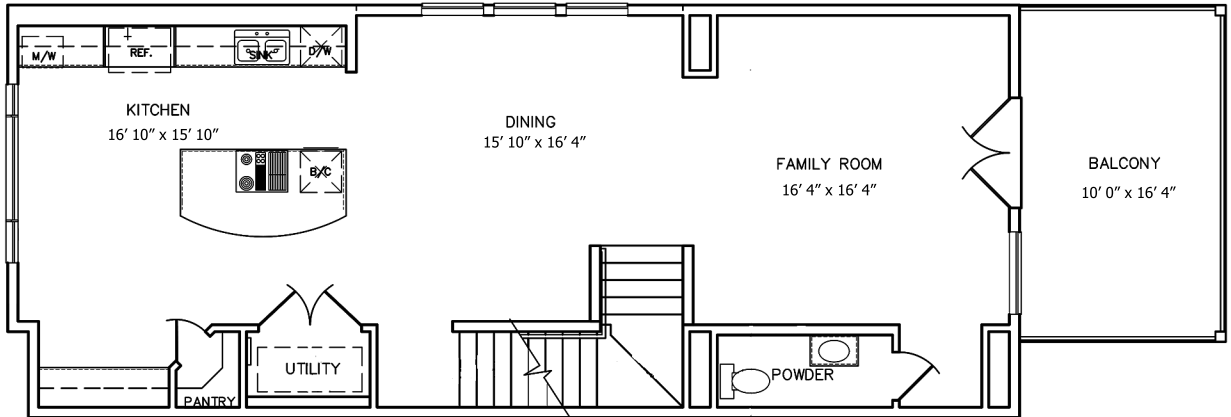 M/W
REF.
SINK
D/W
KITCHEN
16' 10" x 15' 10"
DINING
15' 10" x 16' 4"
B/C
FAMILY ROOM
16' 4" x 16' 4"
BALCONY
10' 0" x 16' 4"
UTILITY
PANTRY
POWDER